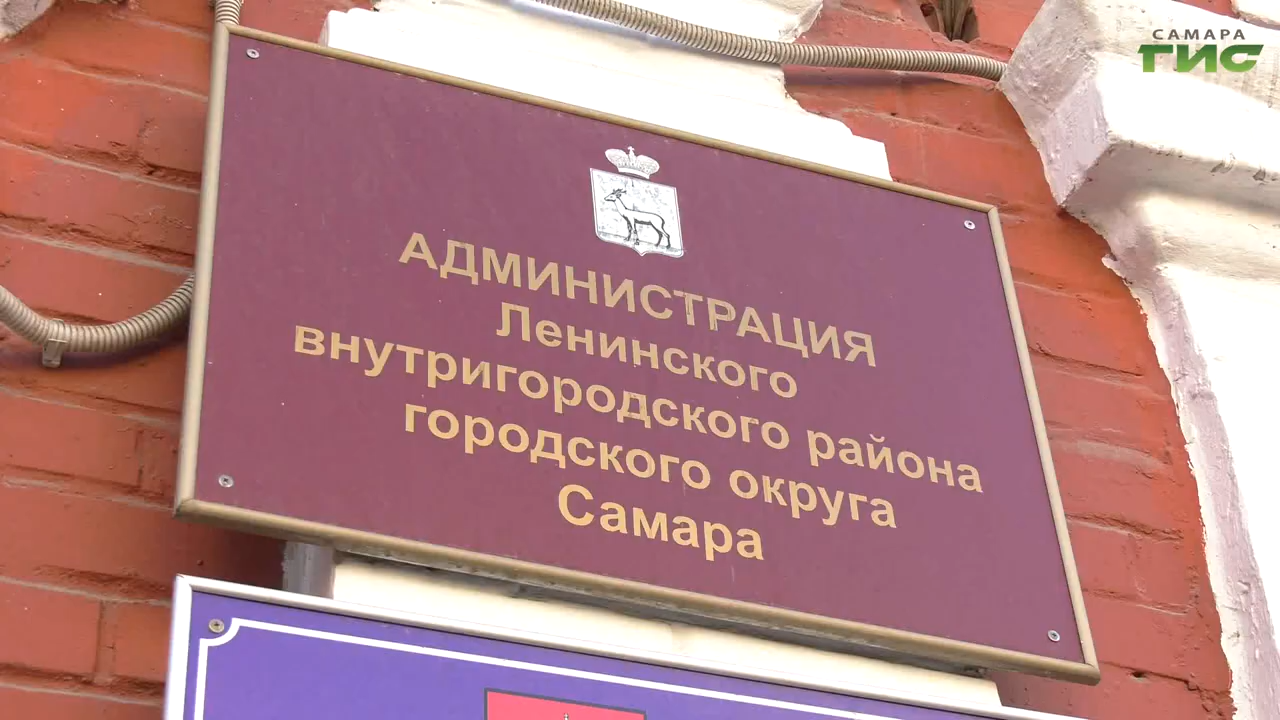 САМАРА
ГИС
АДМИНИСТРАЦИЯ
Ленинского
внутригородского района
городского округа
Самара